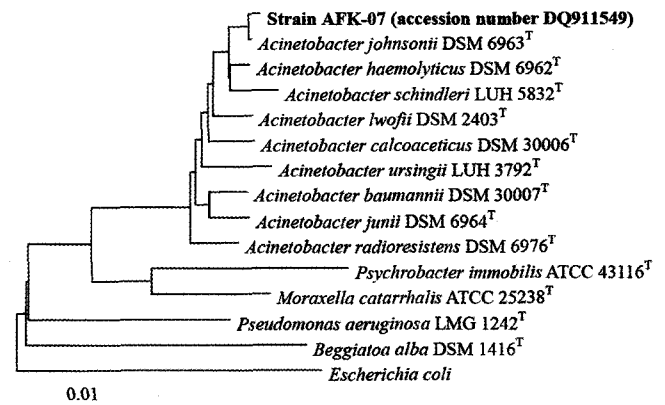 Strain AFK-07 (accession number DQ911549)
Acinetobacter johnsonii DSM 6963T
Acinetobacter haemolyticus DSM 6962T
Acinetobacter schindleri LUH 5832T
Acinetobacter lwofii DSM 2403T
Acinetobacter calcoaceticus DSM 30006T
Acinetobacter ursingii LUH 3792T
Acinetobacter baumannii DSM 30007T
Acinetobacter junii DSM 6964T
Acinetobacter radioresistens DSM 6976T
Psychrobacter immobilis ATCC 43116T
Moraxella catarrhalis ATCC 25238T
Pseudomonas aeruginosa LMG 1242T
Beggiatoa alba DSM 1416T
Escherichia coli
0.01